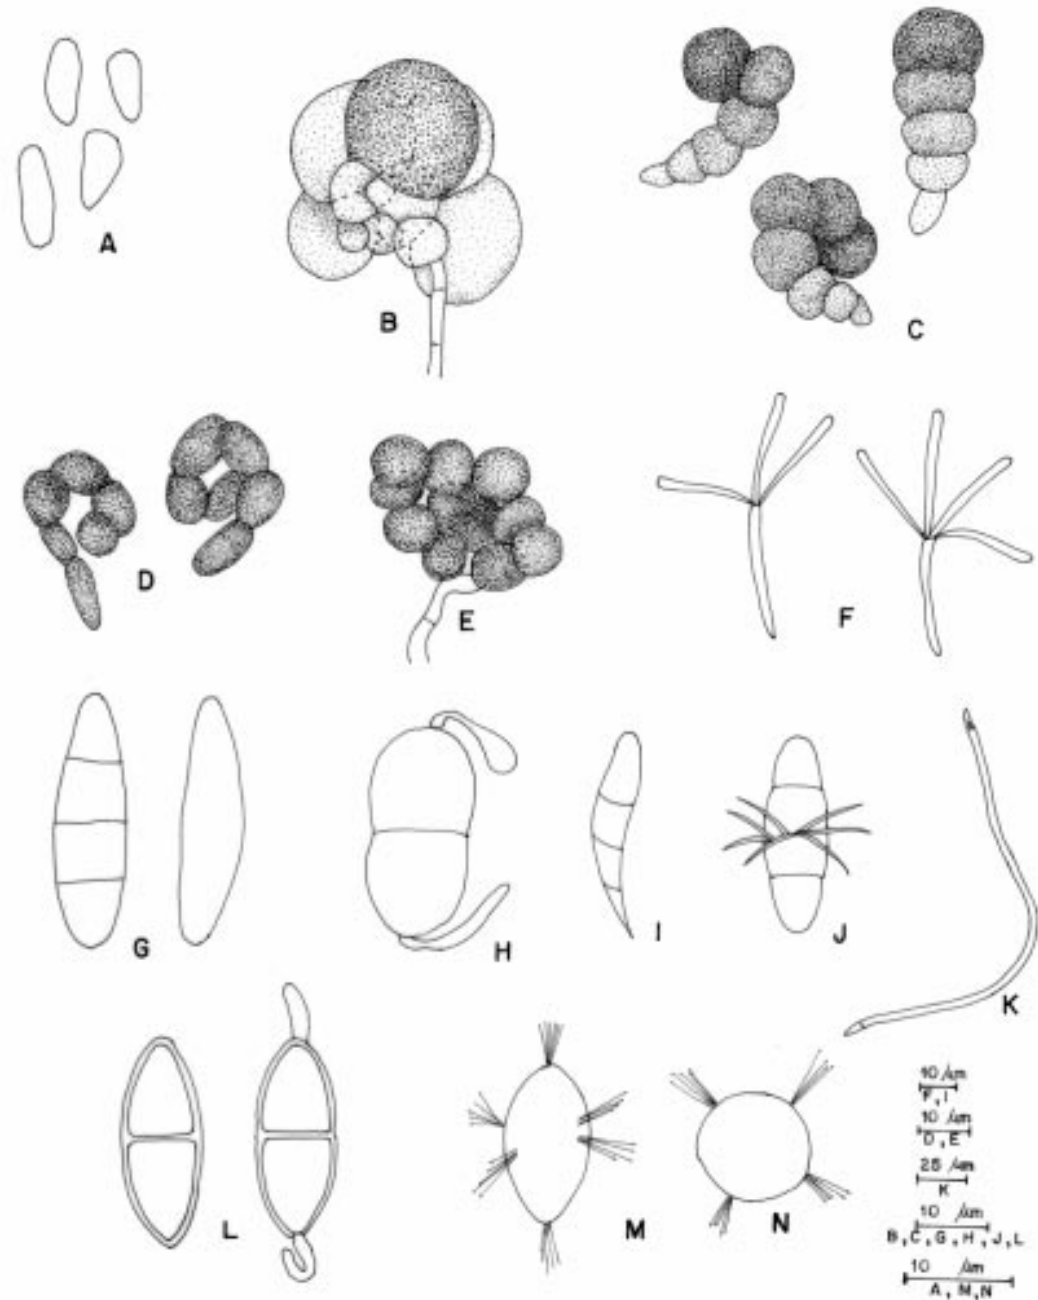 A
B
C
D
E
F
G
H
I
J
K
L
M
N
10 µm
F, I
10 µm
D, E
25 µm
K
10 µm
B, C, G, H, J, L
10 µm
A, M, N